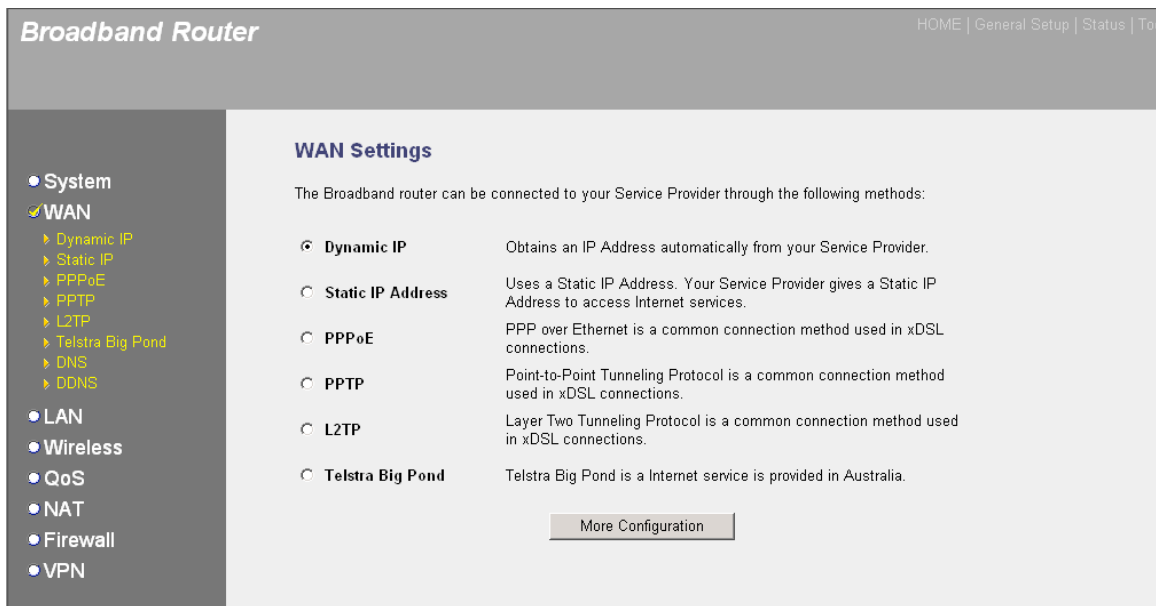 Broadband Router
HOME | General Setup | Status |
System
WAN
Dynamic IP
Static IP
PPPoE
PPTP
L2TP
Telstra Big Pond
DNS
DDNS
LAN
Wireless
QoS
NAT
Firewall
VPN
WAN Settings
The Broadband router can be connected to your Service Provider through the following methods:
Dynamic IP Obtains an IP Address automatically from your Service Provider.
Static IP Address Uses a Static IP Address. Your Service Provider gives a Static IP
Address to access Internet services.
PPPoE PPP over Ethernet is a common connection method used in xDSL
connections.
PPTP Point-to-Point Tunneling Protocol is a common connection method
used in xDSL connections.
L2TP Layer Two Tunneling Protocol is a common connection method used
in xDSL connections.
Telstra Big Pond Telstra Big Pond is a Internet service is provided in Australia.
More Configuration